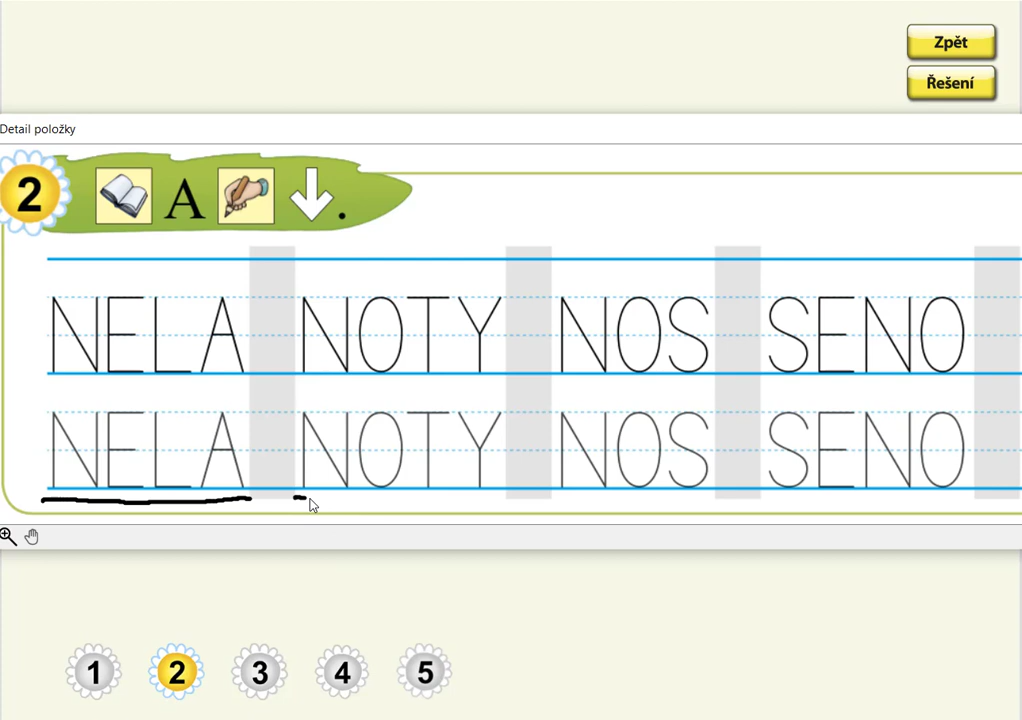 Zpět
Řešení
Detail položky
2 A .
NELA NOTY NOS SENO
NELA NOTY NOS SENO
1 2 3 4 5